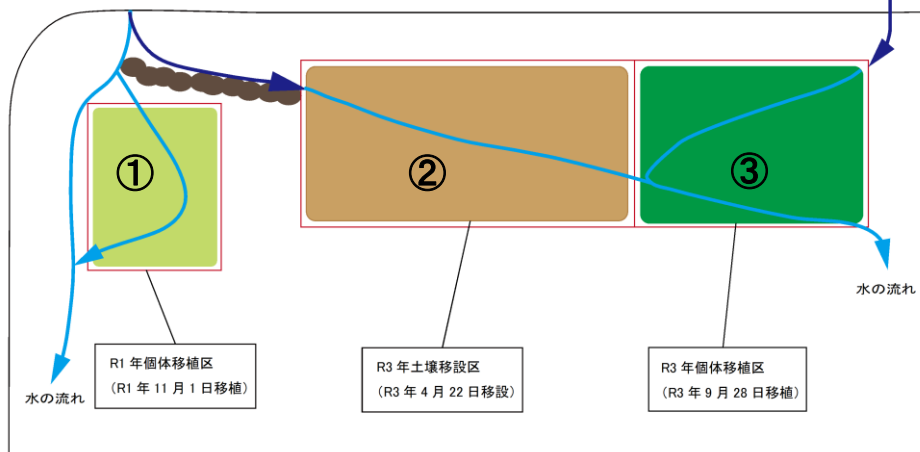 ①
②
③
水の流れ
R1 年個体移植区
（R1 年 11 月 1 日移植）
R3 年土壌移設区
（R3 年 4 月 22 日移設）
R3 年個体移植区
（R3 年 9 月 28 日移植）
水の流れ